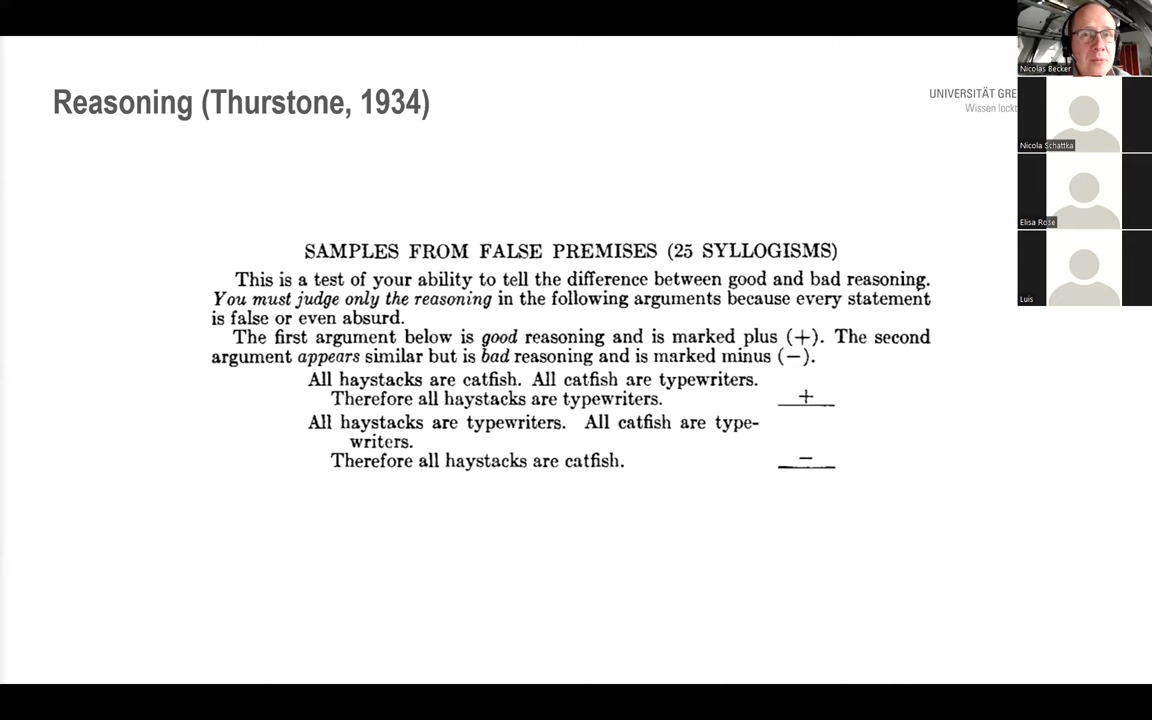 Reasoning (Thurstone, 1934)
UNIVERSITÄT GRE
Wissen lockt
Nicolas Becker
Nicola Schattka
Elisa Rose
Luis
SAMPLES FROM FALSE PREMISES (25 SYLLOGISMS)
This is a test of your ability to tell the difference between good and bad reasoning.
You must judge only the reasoning in the following arguments because every statement
is false or even absurd.
The first argument below is good reasoning and is marked plus (+). The second
argument appears similar but is bad reasoning and is marked minus (−).
All haystacks are catfish. All catfish are typewriters.
Therefore all haystacks are typewriters. +
All haystacks are typewriters. All catfish are type-
writers.
Therefore all haystacks are catfish. −